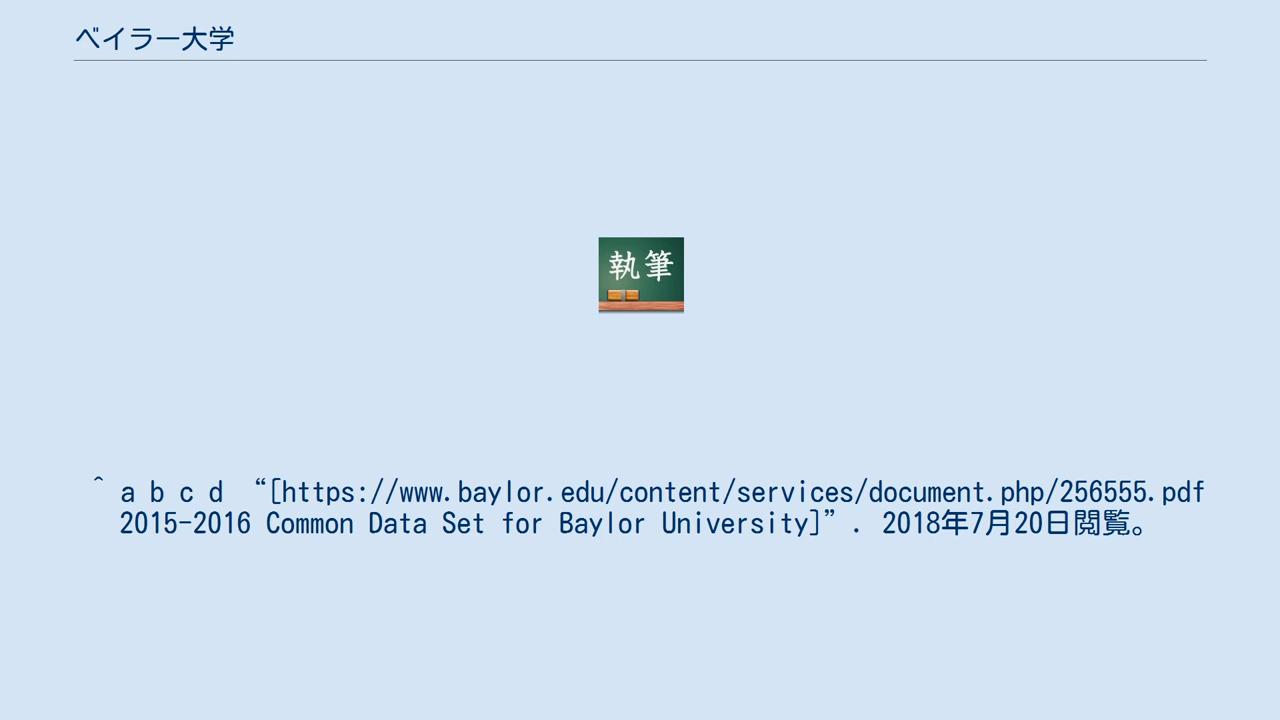 ベイラー大学
執筆
^ a b c d “[https://www.baylor.edu/content/services/document.php/256555.pdf
2015-2016 Common Data Set for Baylor University]”. 2018年7月20日閲覧。